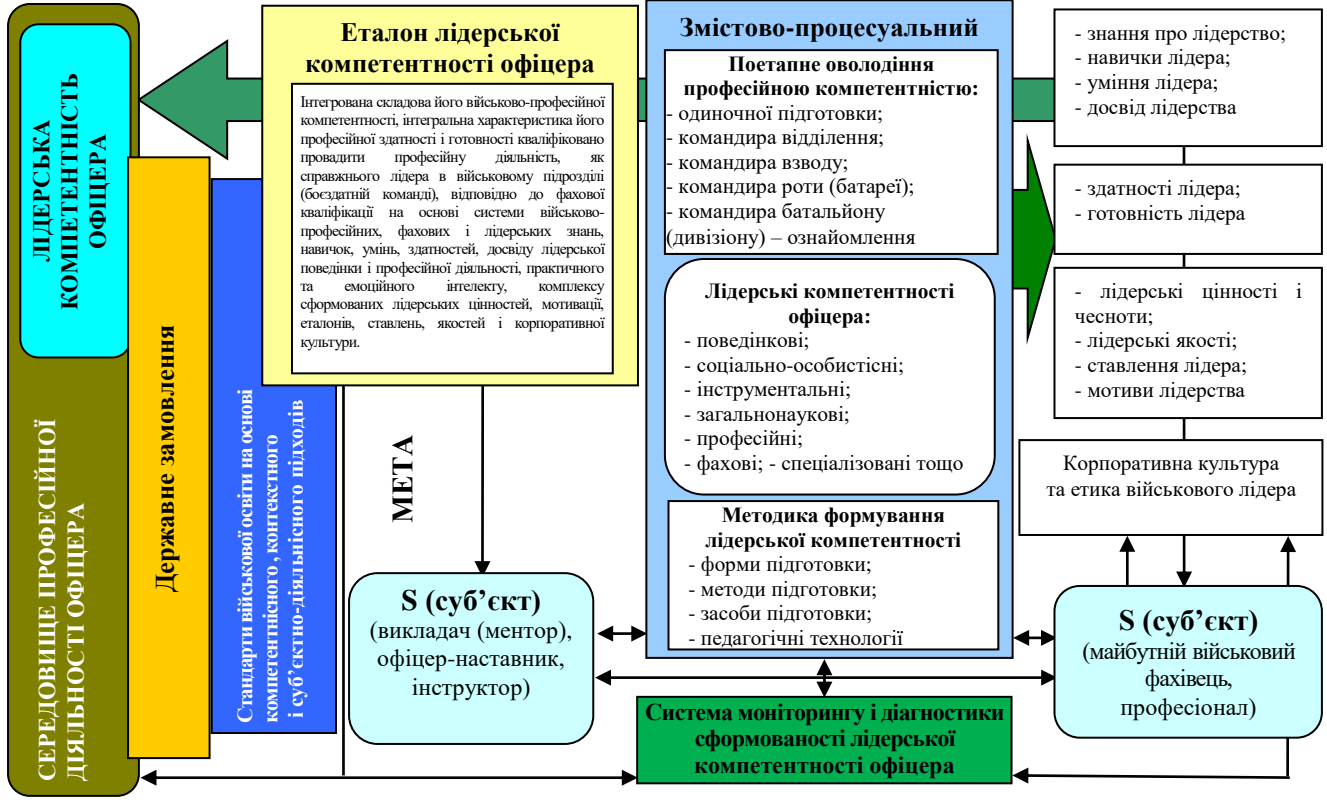 ЛІДЕРСЬКА
КОМПЕТЕНТНІСТЬ
ОФІЦЕРА
СЕРЕДОВИЩЕ ПРОФЕСІЙНОЇ
ДІЯЛЬНОСТІ ОФІЦЕРА
Державне замовлення
Стандарти військової освіти на основі
компетентнісного, контекстного
і суб’єктно-діяльнісного підходів
Еталон лідерської
компетентності офіцера
Інтегрована складова його військово-професійної
компетентності, інтегральна характеристика його
професійної здатності і готовності кваліфіковано
провадити професійну діяльність, як
справжнього лідера в військовому підрозділі
(боєздатній команді), відповідно до фахової
кваліфікації на основі системи військово-
професійних, фахових і лідерських знань,
навичок, умінь, здатностей, досвіду лідерської
поведінки і професійної діяльності, практичного
та емоційного інтелекту, комплексу
сформованих лідерських цінностей, мотивації,
еталонів, ставлень, якостей і корпоративної
культури.
МЕТА
S (суб’єкт)
(викладач (ментор),
офіцер-наставник,
інструктор)
Змістово-процесуальний
Поетапне оволодіння
професійною компетентністю:
- одиночної підготовки;
- командира відділення;
- командира взводу;
- командира роти (батареї);
- командира батальйону
(дивізіону) – ознайомлення
Лідерські компетентності
офіцера:
- поведінкові;
- соціально-особистісні;
- інструментальні;
- загальнонаукові;
- професійні;
- фахові; - спеціалізовані тощо
Методика формування
лідерської компетентності
- форми підготовки;
- методи підготовки;
- засоби підготовки;
- педагогічні технології
Система моніторингу і діагностики
сформованості лідерської
компетентності офіцера
- знання про лідерство;
- навички лідера;
- уміння лідера;
- досвід лідерства
- здатності лідера;
- готовність лідера
- лідерські цінності і
чесноти;
- лідерські якості;
- ставлення лідера;
- мотиви лідерства
Корпоративна культура
та етика військового лідера
S (суб’єкт)
(майбутній військовий
фахівець,
професіонал)